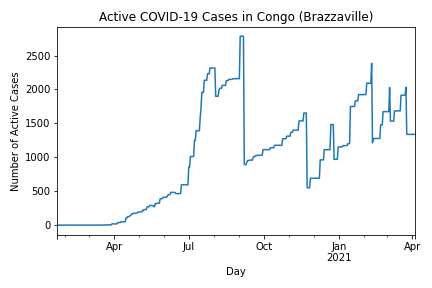 Active COVID-19 Cases in Congo (Brazzaville)
Number of Active Cases
2500
2000
1500
1000
500
0
Apr
Jul
Oct
Jan
2021
Apr
Day